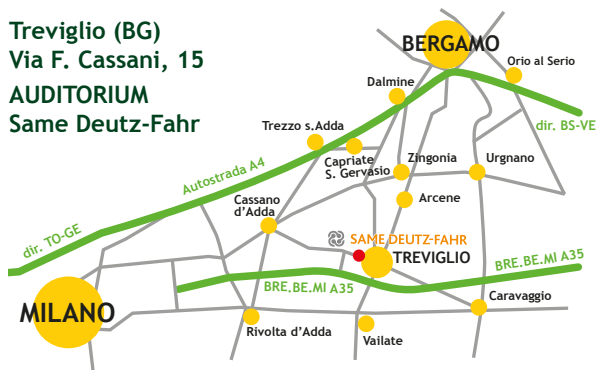 Treviglio (BG)
Via F. Cassani, 15
AUDITORIUM
Same Deutz-Fahr
BERGAMO
Orio al Serio
Dalmine
dir. BS-VE
Trezzo s.Adda
Capriate
S. Gervasio
Zingonia
Urgnano
Autostrada A4
Arcene
Cassano
d'Adda
dir. TO-GE
SAME DEUTZ-FAHR
TREVIGLIO
BRE.BE.MI A35
BRE.BE.MI A35
Caravaggio
MILANO
Rivolta d'Adda
Vailate